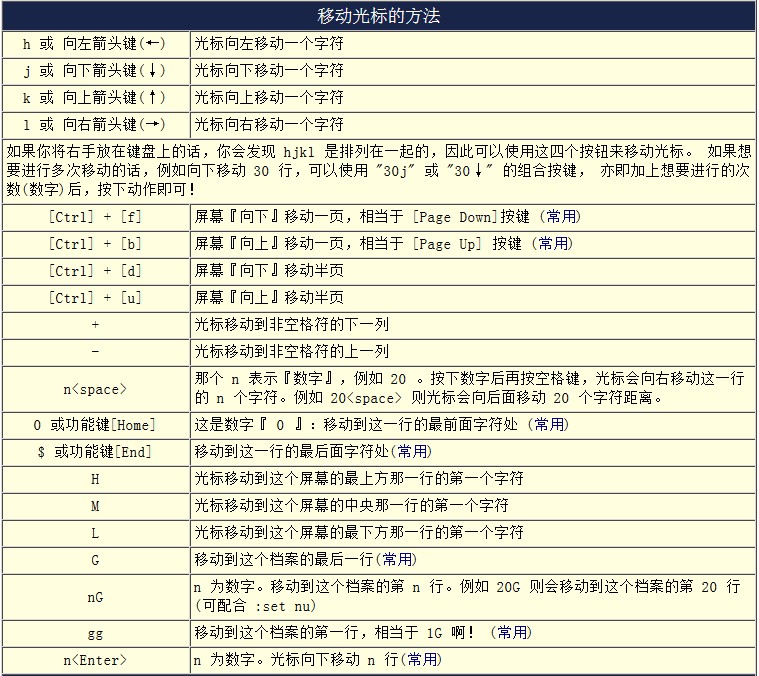 移动光标的方法
h 或 向左箭头键(←) 光标向左移动一个字符
j 或 向下箭头键(↓) 光标向下移动一个字符
k 或 向上箭头键(↑) 光标向上移动一个字符
l 或 向右箭头键(→) 光标向右移动一个字符
如果你将右手放在键盘上的话，你会发现 hjkl 是排列在一起的，因此可以使用这四个按钮来移动光标。 如果想
要进行多次移动的话，例如向下移动 30 行，可以使用 "30j" 或 "30↓" 的组合按键， 亦即加上想要进行的次
数(数字)后，按下动作即可！
[Ctrl] + [f] 屏幕『向下』移动一页，相当于 [Page Down]按键 (常用)
[Ctrl] + [b] 屏幕『向上』移动一页，相当于 [Page Up] 按键 (常用)
[Ctrl] + [d] 屏幕『向下』移动半页
[Ctrl] + [u] 屏幕『向上』移动半页
+ 光标移动到非空格符的下一列
- 光标移动到非空格符的上一列
n<space> 那个 n 表示『数字』，例如 20 。按下数字后再按空格键，光标会向右移动这一行
的 n 个字符。例如 20<space> 则光标会向后面移动 20 个字符距离。
0 或功能键[Home] 这是数字『 0 』：移动到这一行的最前面字符处 (常用)
$ 或功能键[End] 移动到这一行的最后面字符处(常用)
H 光标移动到这个屏幕的最上方那一行的第一个字符
M 光标移动到这个屏幕的中央那一行的第一个字符
L 光标移动到这个屏幕的最下方那一行的第一个字符
G 移动到这个档案的最后一行(常用)
nG n 为数字。移动到这个档案的第 n 行。例如 20G 则会移动到这个档案的第 20 行
(可配合 :set nu)
gg 移动到这个档案的第一行，相当于 1G 啊！ (常用)
n<Enter> n 为数字。光标向下移动 n 行(常用)